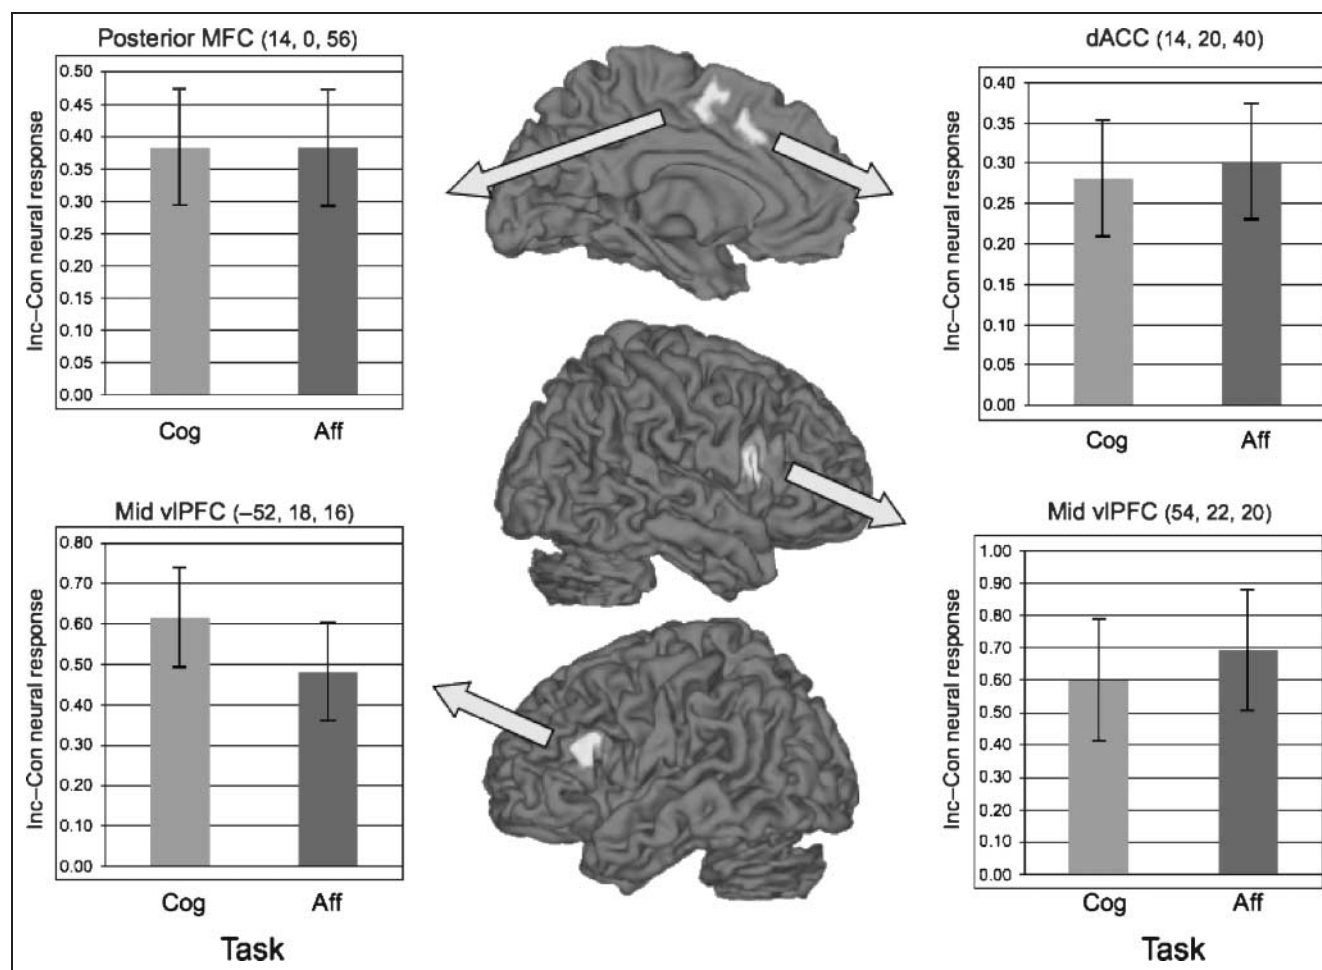 Posterior MFC (14, 0, 56)
Inc–Con neural response
0.50
0.45
0.40
0.35
0.30
0.25
0.20
0.15
0.10
0.05
0.00
Cog Aff
dACC (14, 20, 40)
Inc–Con neural response
0.40
0.35
0.30
0.25
0.20
0.15
0.10
0.05
0.00
Cog Aff
Mid vlPFC (–52, 18, 16)
Inc–Con neural response
0.80
0.70
0.60
0.50
0.40
0.30
0.20
0.10
0.00
Cog Aff
Task
Mid vlPFC (54, 22, 20)
Inc–Con neural response
1.00
0.90
0.80
0.70
0.60
0.50
0.40
0.30
0.20
0.10
0.00
Cog Aff
Task